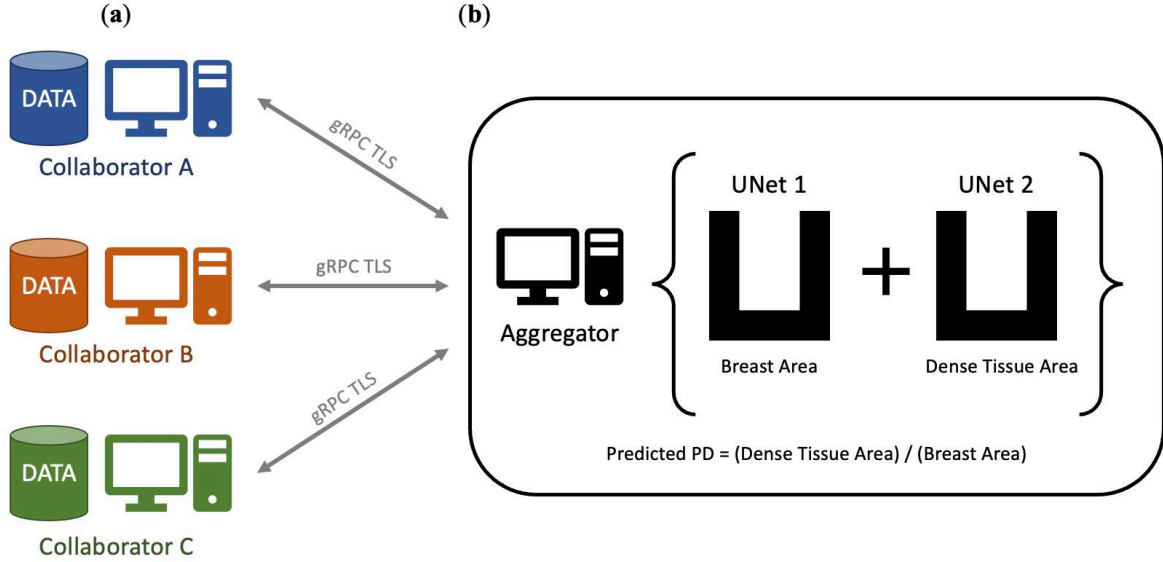 (a)
(b)
DATA
Collaborator A
gRPC TLS
DATA
Collaborator B
gRPC TLS
DATA
Collaborator C
gRPC TLS
Aggregator
UNet 1
UNet 2
+
Breast Area
Dense Tissue Area
Predicted PD = (Dense Tissue Area) / (Breast Area)